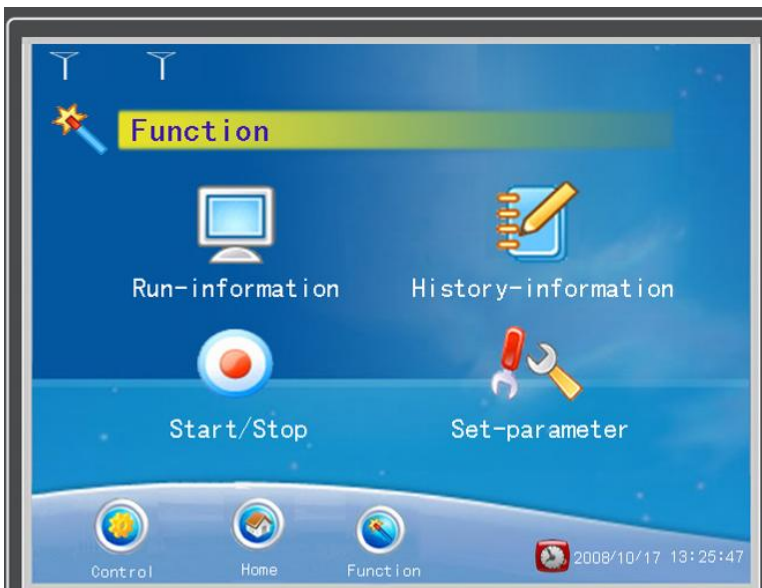 Function
Run-information History-information
Start/Stop Set-parameter
Control Home Function 2008/10/17 13:25:47